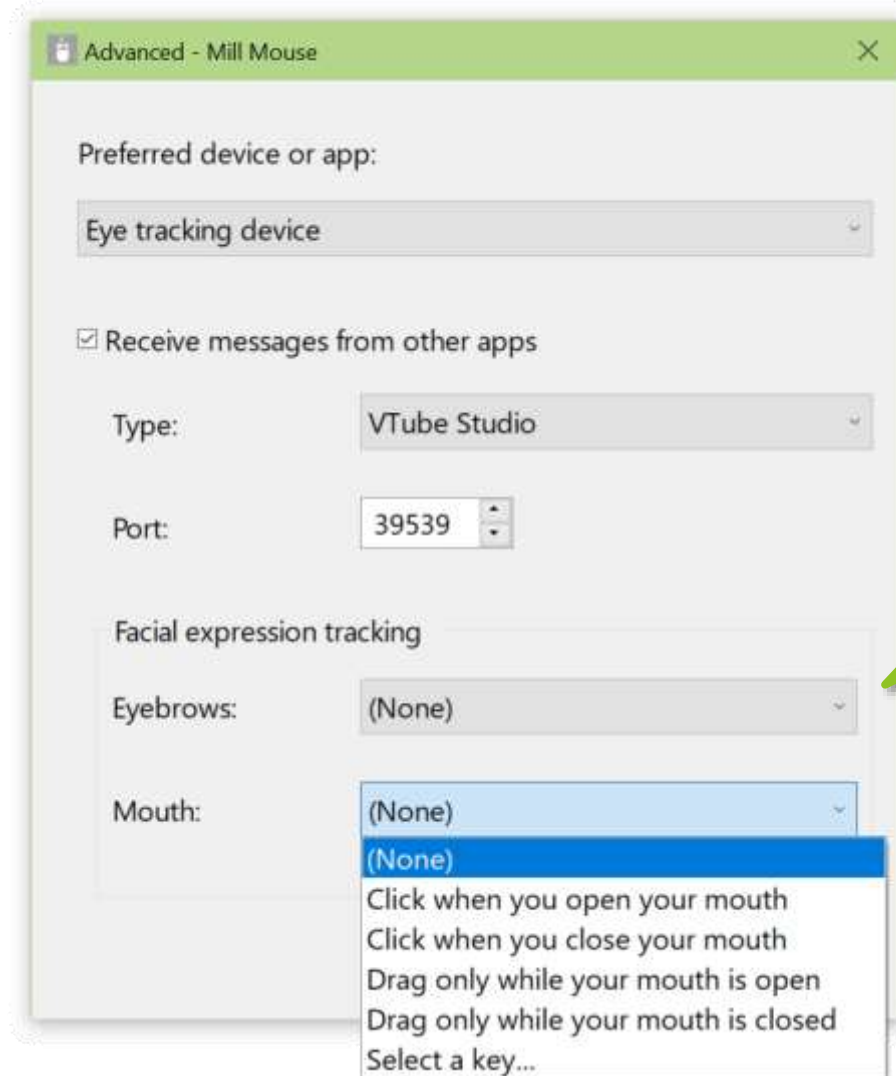 Advanced - Mill Mouse
Preferred device or app:
Eye tracking device
Receive messages from other apps
Type: VTube Studio
Port: 39539
Facial expression tracking
Eyebrows: (None)
Mouth: (None)
(None)
Click when you open your mouth
Click when you close your mouth
Drag only while your mouth is open
Drag only while your mouth is closed
Select a key...